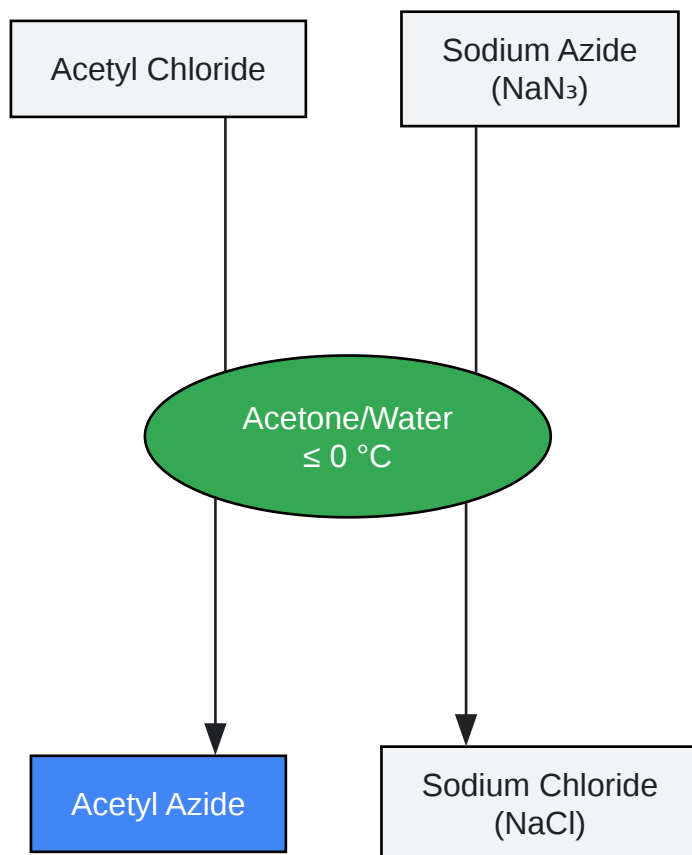 Acetyl Chloride
Sodium Azide
(NaN₃)
Acetone/Water
≤ 0 °C
Acetyl Azide
Sodium Chloride
(NaCl)